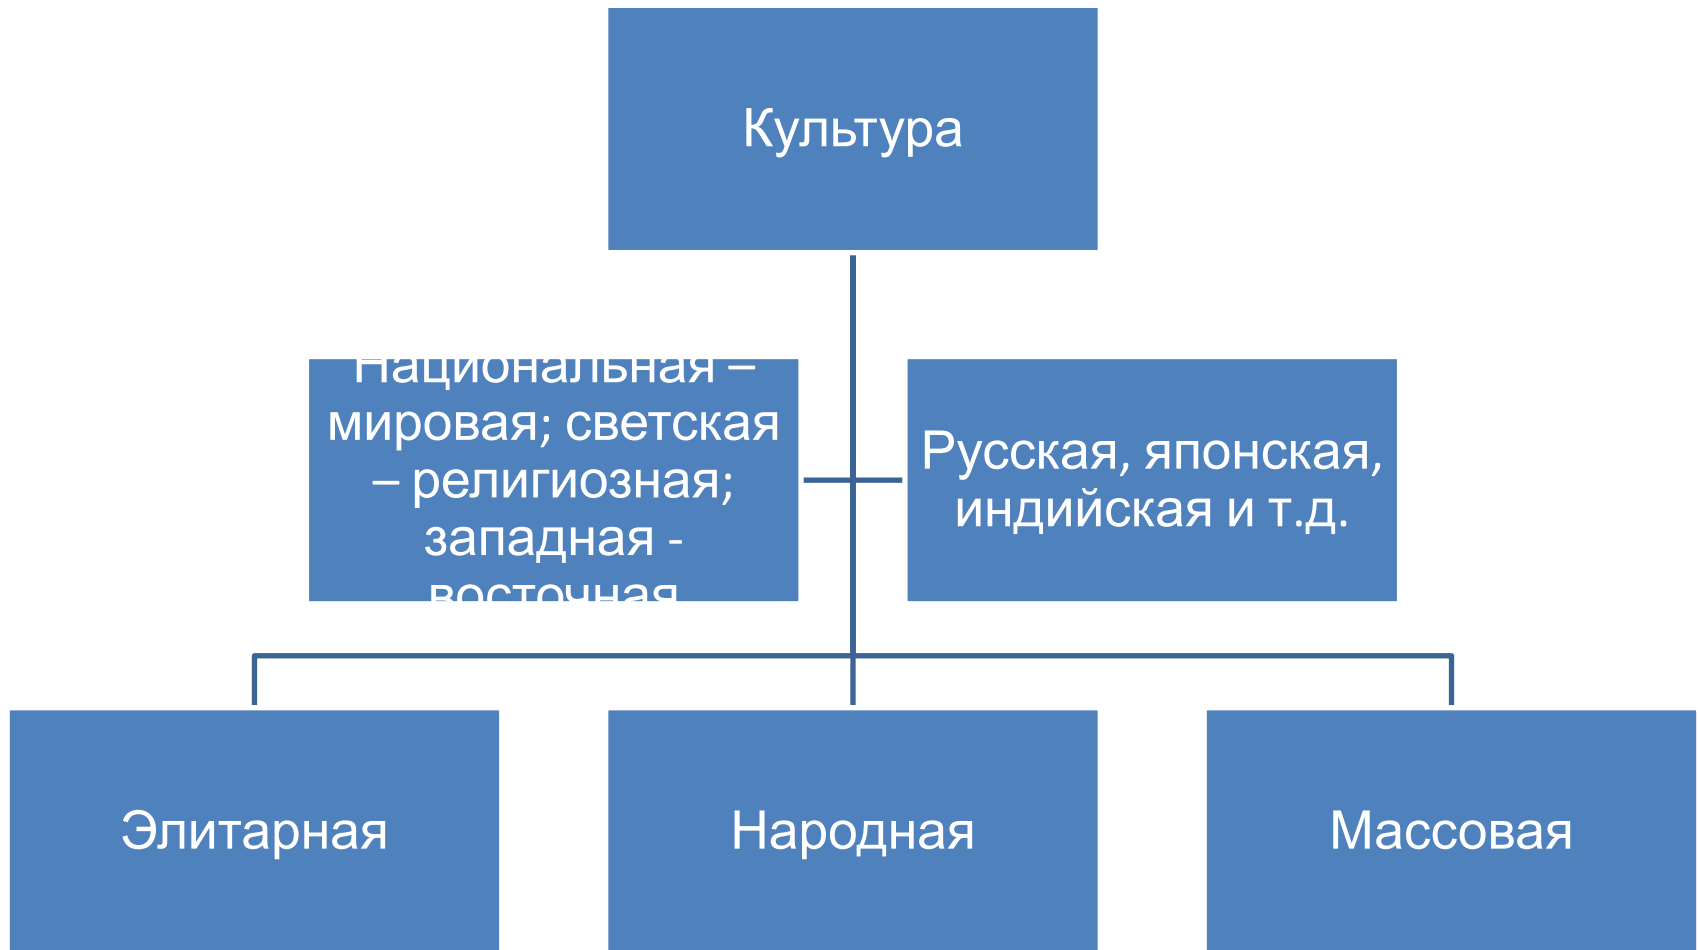 Культура
Национальная –
мировая; светская
– религиозная;
западная -
восточная
Русская, японская,
индийская и т.д.
Элитарная
Народная
Массовая